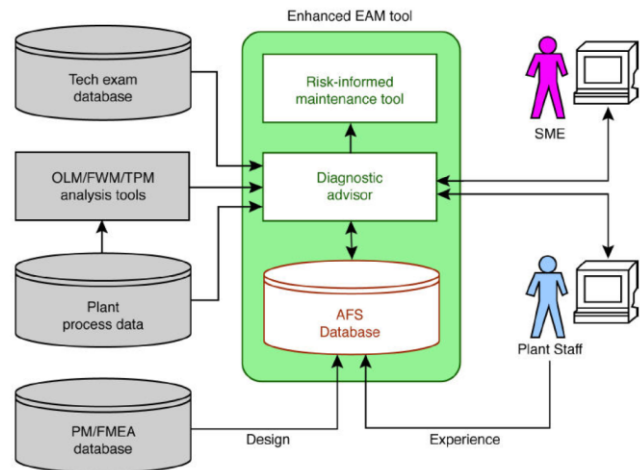 Enhanced EAM tool
Tech exam
database
Risk-informed
maintenance tool
SME
OLM/FWM/TPM
analysis tools
Diagnostic
advisor
Plant
process data
AFS
Database
Plant Staff
PM/FMEA
database
Design
Experience